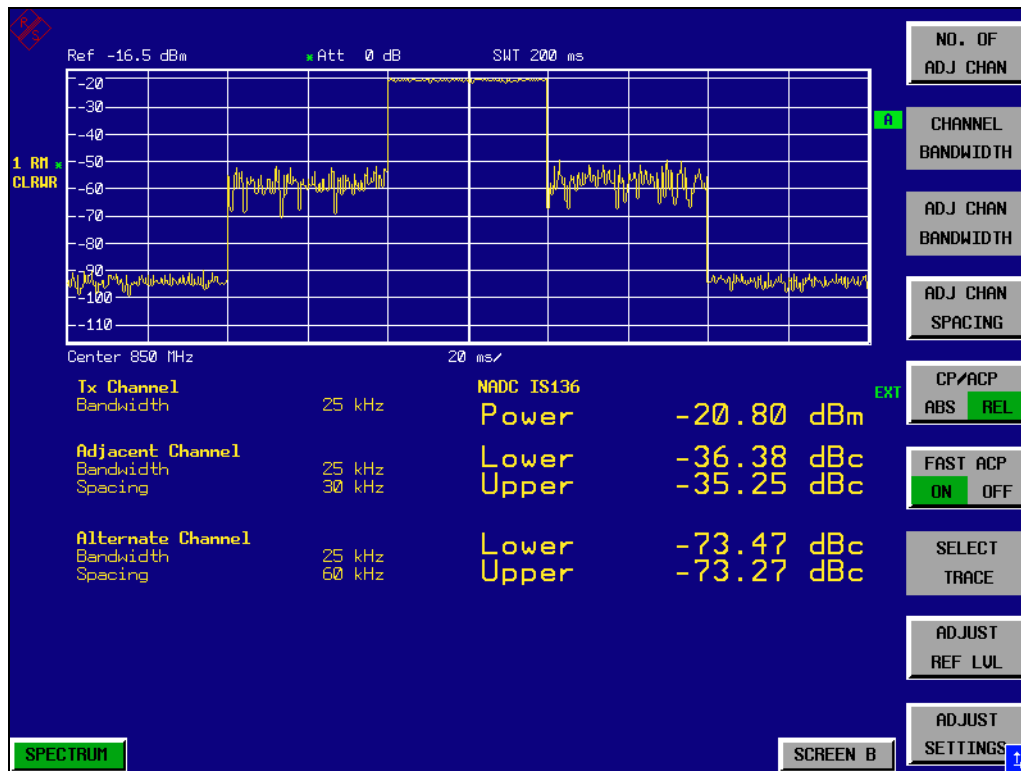 R S
Ref -16.5 dBm * Att 0 dB SWT 200 ms
-20
-30
-40
-50
-60
-70
-80
-90
-100
-110
A
1 RM *
CLRWR
Center 850 MHz 20 ms/
Tx Channel NADC IS136
Bandwidth 25 kHz Power -20.80 dBm
EXT
Adjacent Channel Lower -36.38 dBc
Bandwidth 25 kHz
Spacing 30 kHz Upper -35.25 dBc
Alternate Channel Lower -73.47 dBc
Bandwidth 25 kHz
Spacing 60 kHz Upper -73.27 dBc
NO. OF
ADJ CHAN
CHANNEL
BANDWIDTH
ADJ CHAN
BANDWIDTH
ADJ CHAN
SPACING
CP/ACP
ABS REL
FAST ACP
ON OFF
SELECT
TRACE
ADJUST
REF LVL
ADJUST
SETTINGS
SPECTRUM SCREEN B